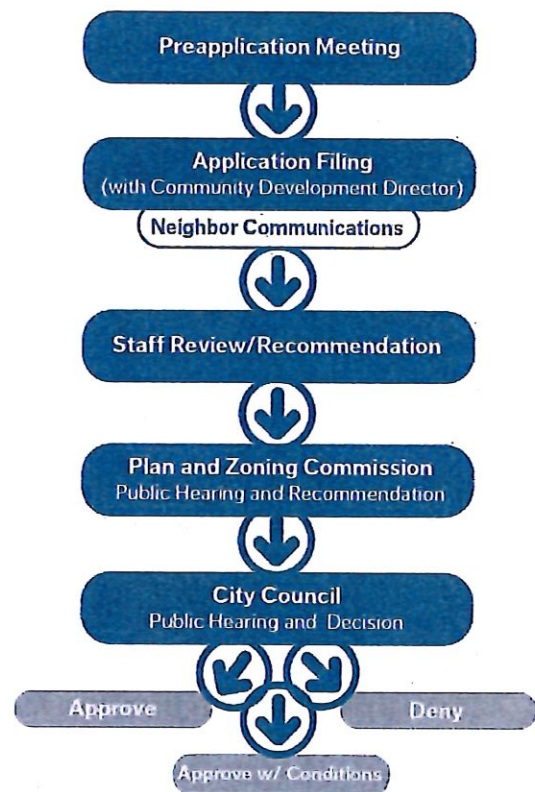 Preapplication Meeting
Application Filing
(with Community Development Director)
Neighbor Communications
Staff Review/Recommendation
Plan and Zoning Commission
Public Hearing and Recommendation
City Council
Public Hearing and Decision
Approve
Deny
Approve w/ Conditions